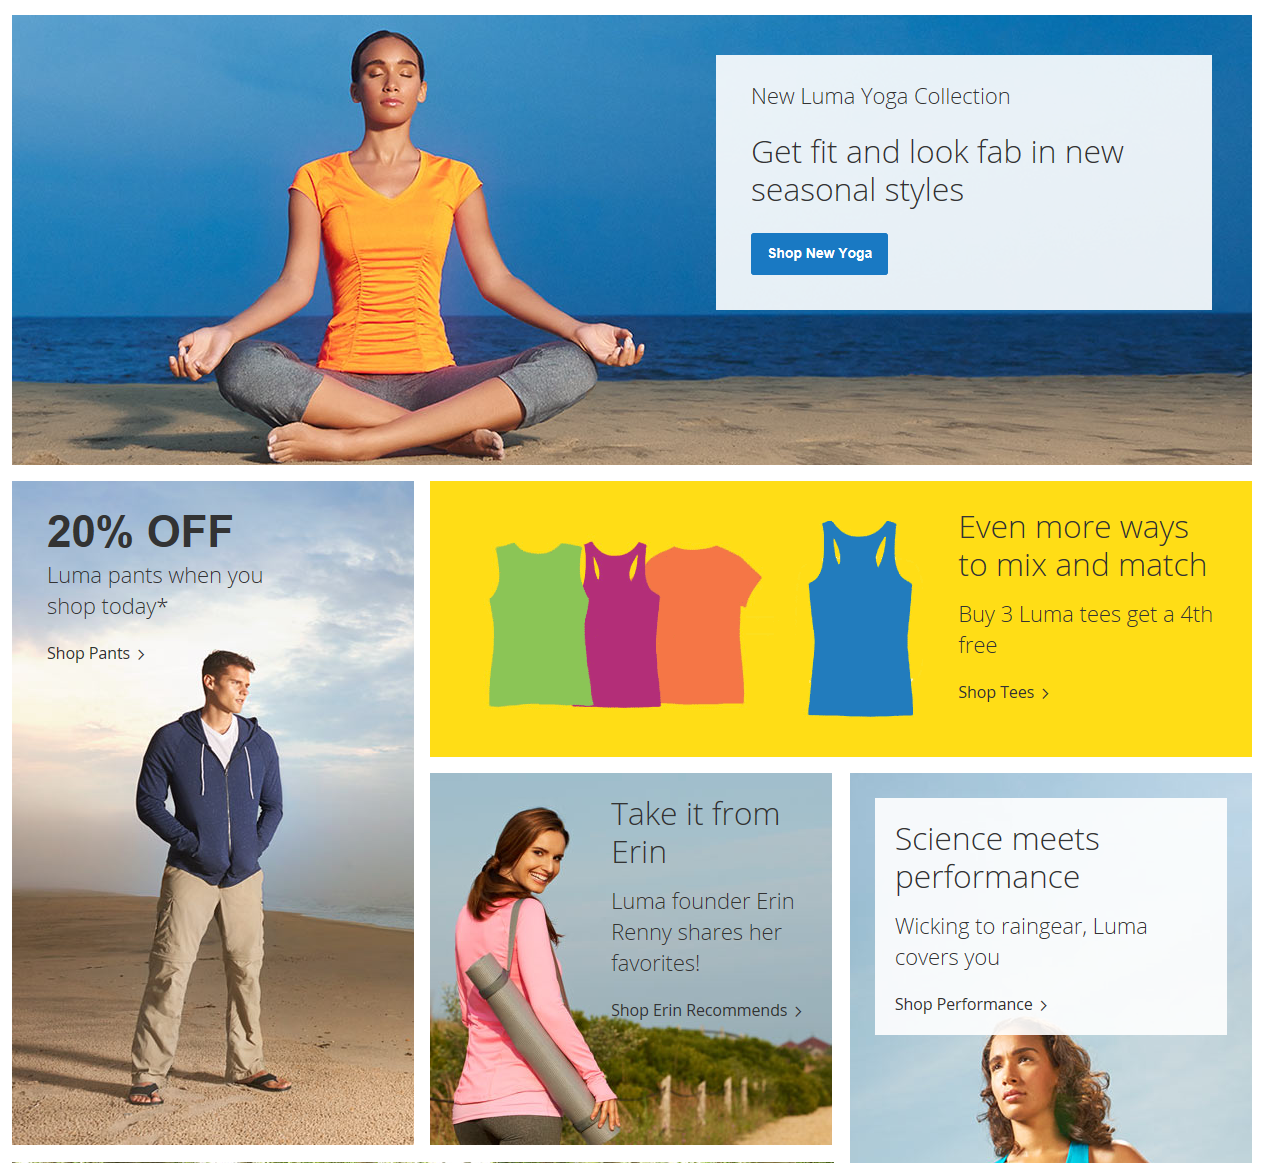 New Luma Yoga Collection
Get fit and look fab in new
seasonal styles
Shop New Yoga
20% OFF
Luma pants when you
shop today*
Shop Pants
Even more ways
to mix and match
Buy 3 Luma tees get a 4th
free
Shop Tees
Take it from
Erin
Luma founder Erin
Renny shares her
favorites!
Shop Erin Recommends
Science meets
performance
Wicking to raingear, Luma
covers you
Shop Performance